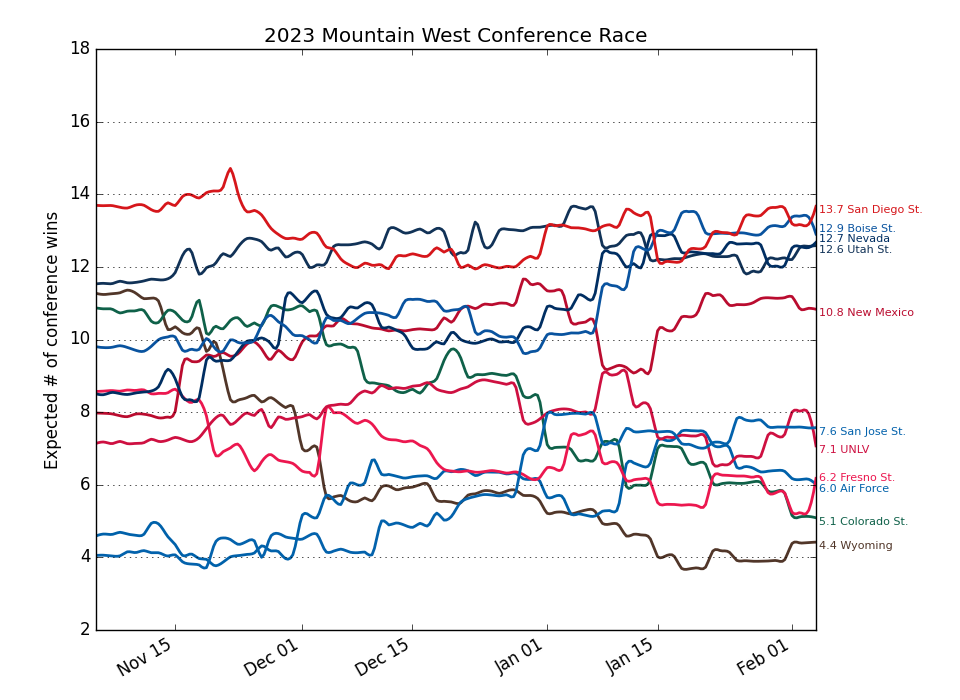 2023 Mountain West Conference Race
Expected # of conference wins
18
16
14
12
10
8
6
4
2
Nov 15
Dec 01
Dec 15
Jan 01
Jan 15
Feb 01
13.7 San Diego St.
12.9 Boise St.
12.7 Nevada
12.6 Utah St.
10.8 New Mexico
7.6 San Jose St.
7.1 UNLV
6.2 Fresno St.
6.0 Air Force
5.1 Colorado St.
4.4 Wyoming